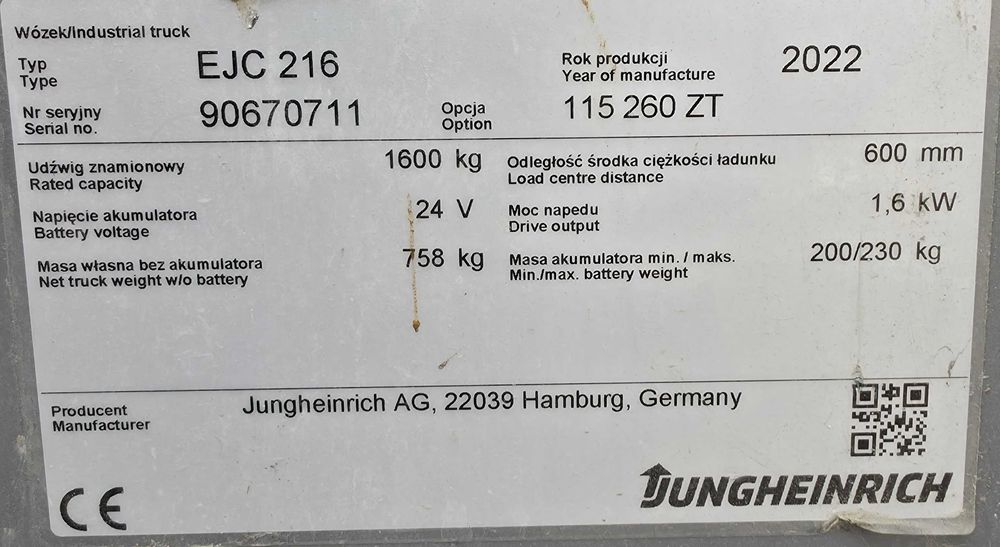 Wózek/Industrial truck
Typ EJC 216 Rok produkcji 2022
Type Year of manufacture
Nr seryjny 90670711 Opcja 115 260 ZT
Serial no. Option
Udźwig znamionowy 1600 kg Odległość środka ciężkości ładunku 600 mm
Rated capacity Load centre distance
Napięcie akumulatora 24 V Moc napedu 1,6 kW
Battery voltage Drive output
Masa własna bez akumulatora 758 kg Masa akumulatora min. / maks. 200/230 kg
Net truck weight w/o battery Min./max. battery weight
Producent Jungheinrich AG, 22039 Hamburg, Germany
Manufacturer
CE JUNGHEINRICH